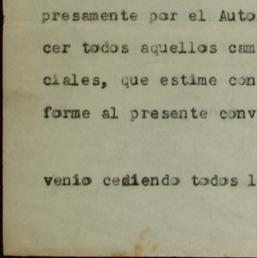 presamente por el Auto
cer todos aquellos cam
ciales, que estime con
forme al presente conv
venio cediendo todos l